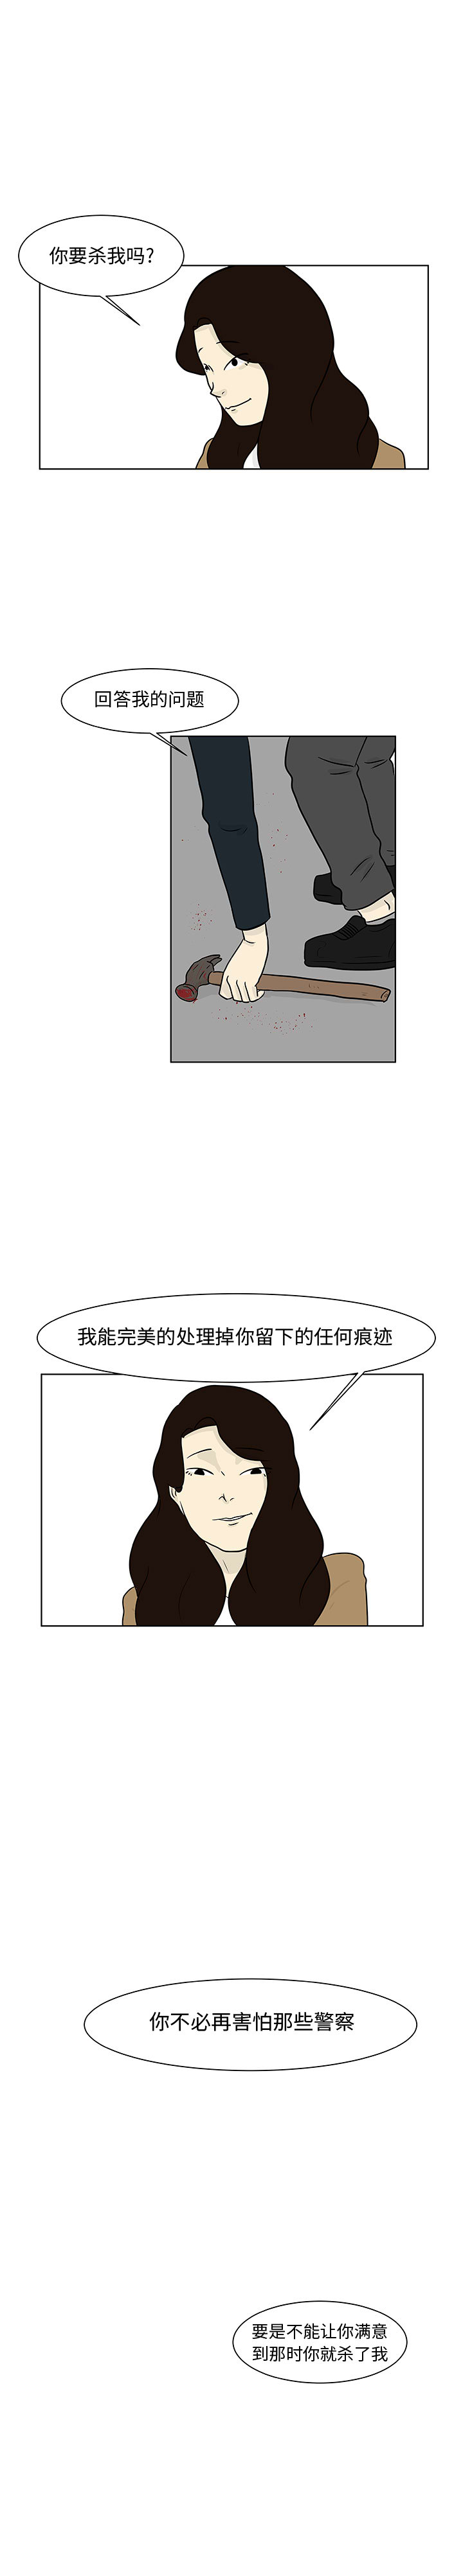 你要杀我吗?
回答我的问题
我能完美的处理掉你留下的任何痕迹
你不必再害怕那些警察
要是不能让你满意
到那时你就杀了我